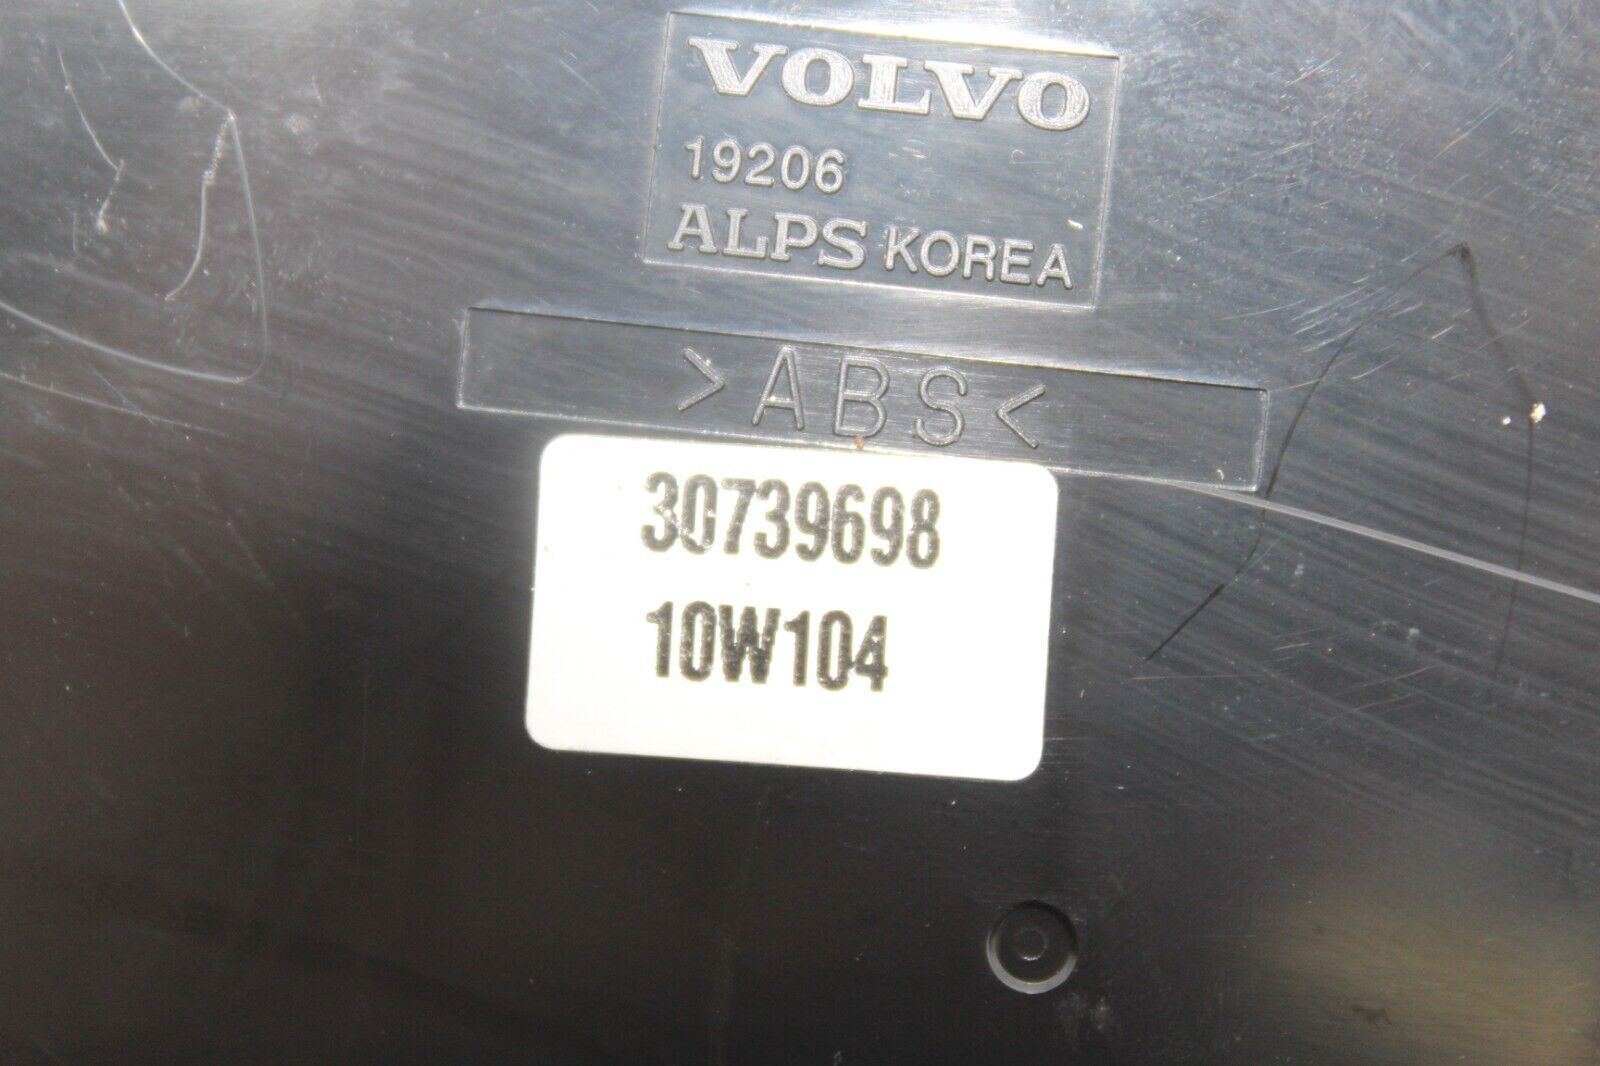 VOLVO
19206
ALPS KOREA
>ABS<
30739698
10W104